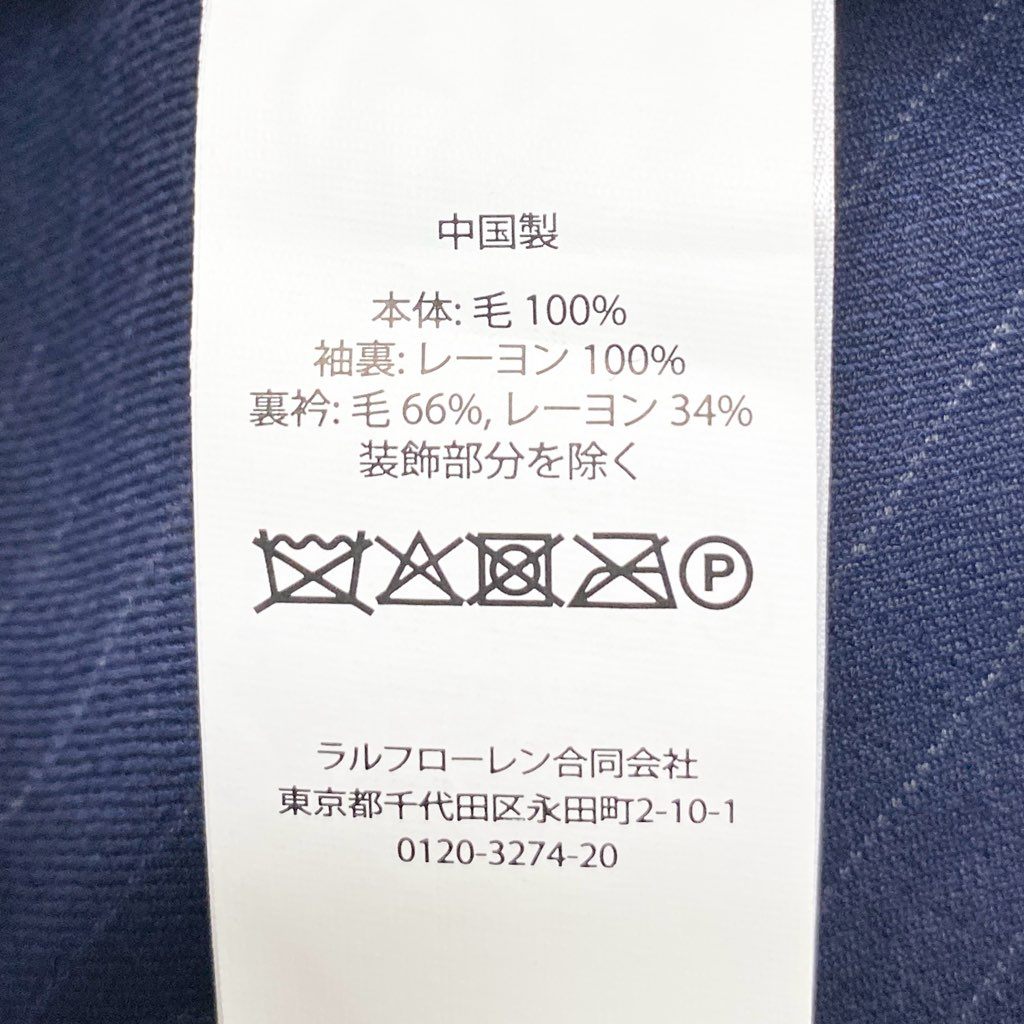 中国製
本体: 毛 100%
袖裏: レーヨン 100%
裏衿: 毛 66%, レーヨン 34%
装飾部分を除く
P
ラルフローレン合同会社
東京都千代田区永田町2-10-1
0120-3274-20